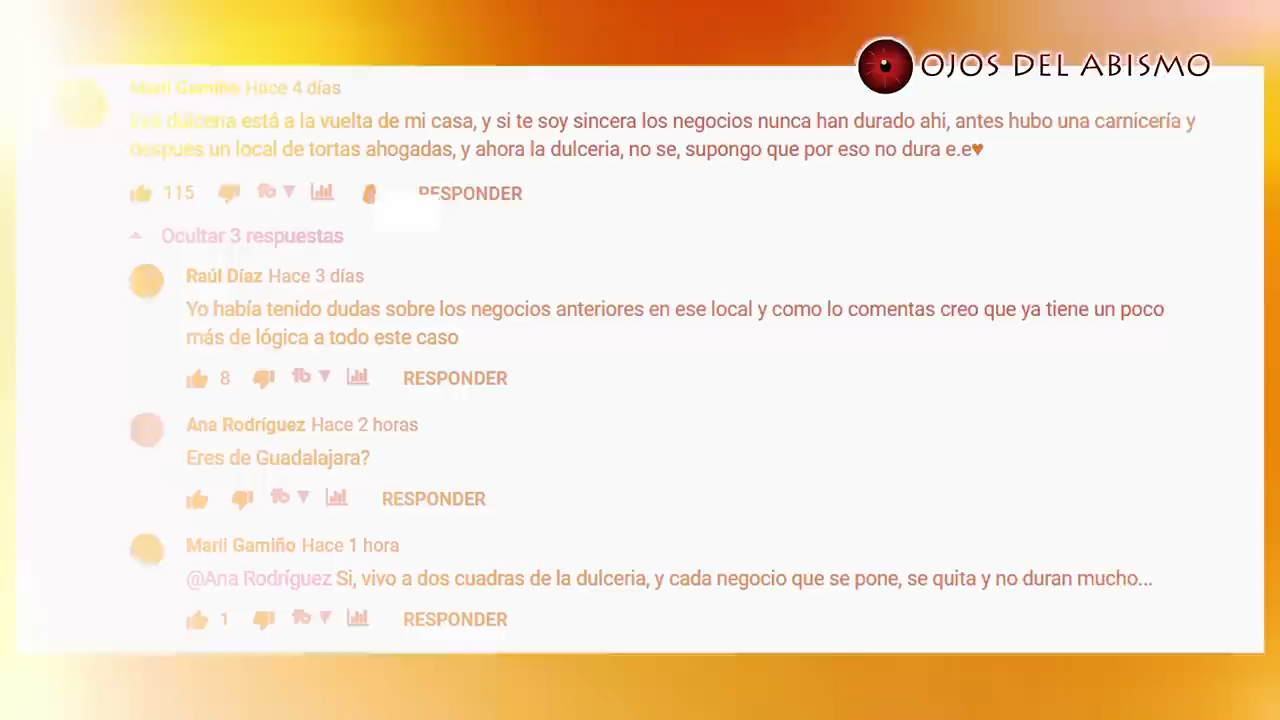 OJOS DEL ABISMO
Marli Gamiño Hace 4 días
Esa dulceria está a la vuelta de mi casa, y si te soy sincera los negocios nunca han durado ahi, antes hubo una carnicería y
despues un local de tortas ahogadas, y ahora la dulceria, no se, supongo que por eso no dura e.e♥
115 RESPONDER
Ocultar 3 respuestas
Raúl Díaz Hace 3 días
Yo había tenido dudas sobre los negocios anteriores en ese local y como lo comentas creo que ya tiene un poco
más de lógica a todo este caso
8 RESPONDER
Ana Rodríguez Hace 2 horas
Eres de Guadalajara?
RESPONDER
Marli Gamiño Hace 1 hora
@Ana Rodríguez Si, vivo a dos cuadras de la dulceria, y cada negocio que se pone, se quita y no duran mucho...
1 RESPONDER